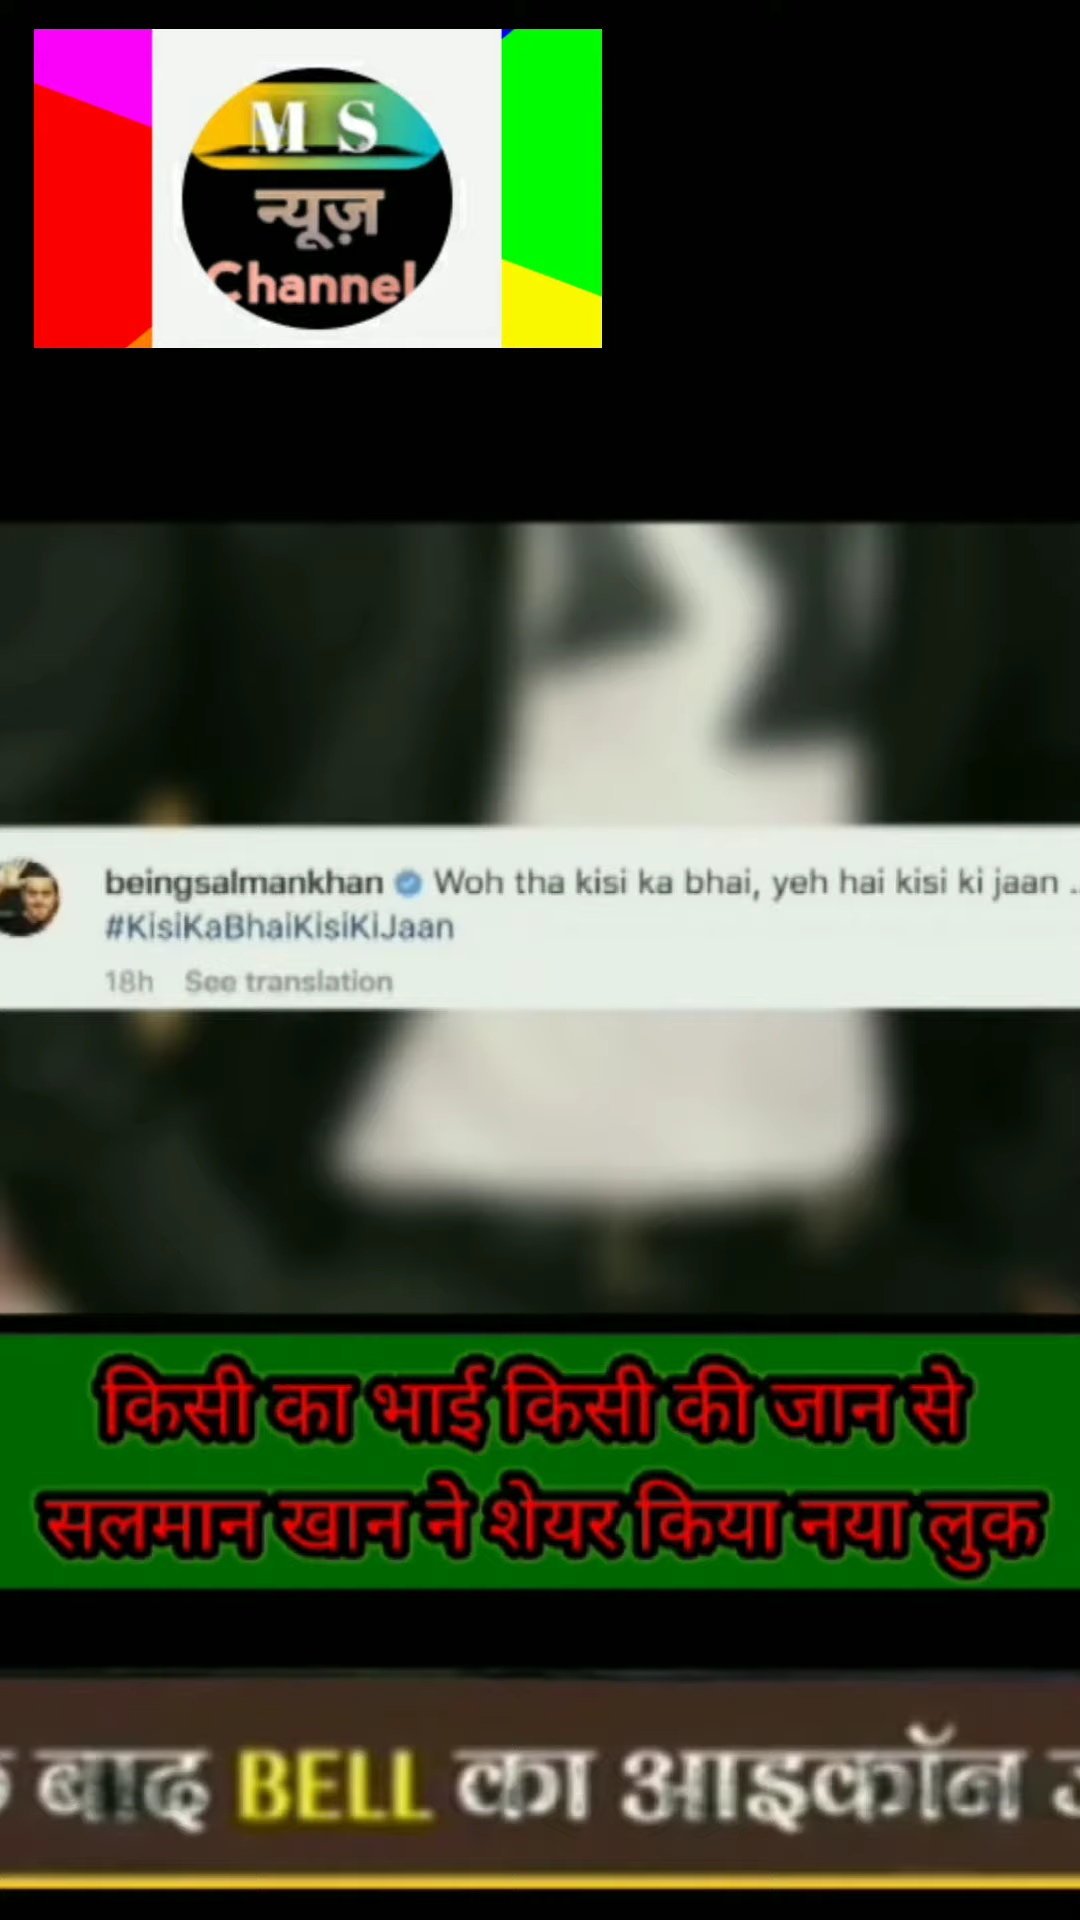 M S
न्यूज़
Channel
beingsalmankhan Woh tha kisi ka bhai, yeh hai kisi ki jaan ..
#KisiKaBhaiKisiKiJaan
18h See translation
किसी का भाई किसी की जान से
सलमान खान ने शेयर किया नया लुक
बाद BELL का आइकॉन